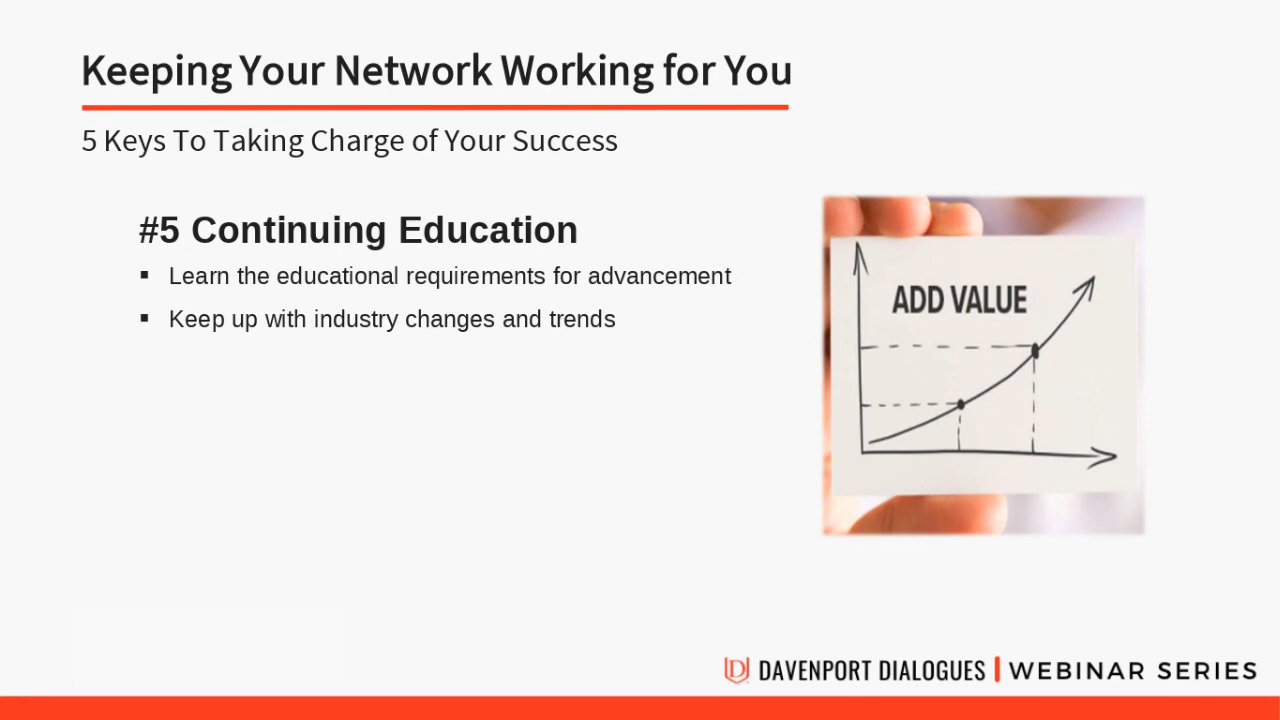 Keeping Your Network Working for You
5 Keys To Taking Charge of Your Success
#5 Continuing Education
▪ Learn the educational requirements for advancement
▪ Keep up with industry changes and trends
ADD VALUE
DAVENPORT DIALOGUES | WEBINAR SERIES